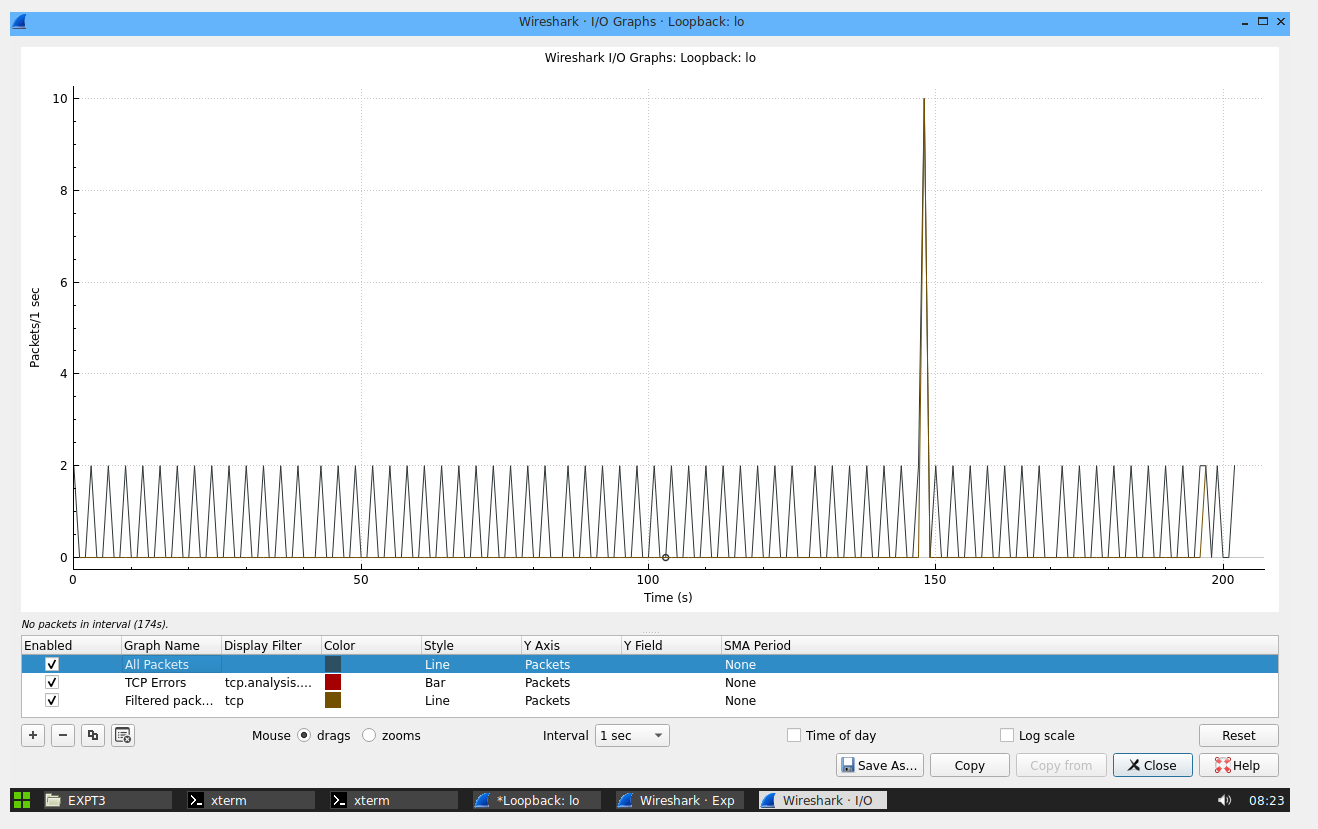 Wireshark · I/O Graphs · Loopback: lo
Wireshark I/O Graphs: Loopback: lo
10
8
6
4
2
0
Packets/1 sec
0 50 100 150 200
Time (s)
No packets in interval (174s).
Enabled Graph Name Display Filter Color Style Y Axis Y Field SMA Period
All Packets Line Packets None
TCP Errors tcp.analysis.... Bar Packets None
Filtered pack... tcp Line Packets None
Mouse drags zooms Interval 1 sec Time of day Log scale Reset
Save As... Copy Copy from Close Help
EXPT3 xterm xterm *Loopback: lo Wireshark · Exp Wireshark · I/O 08:23